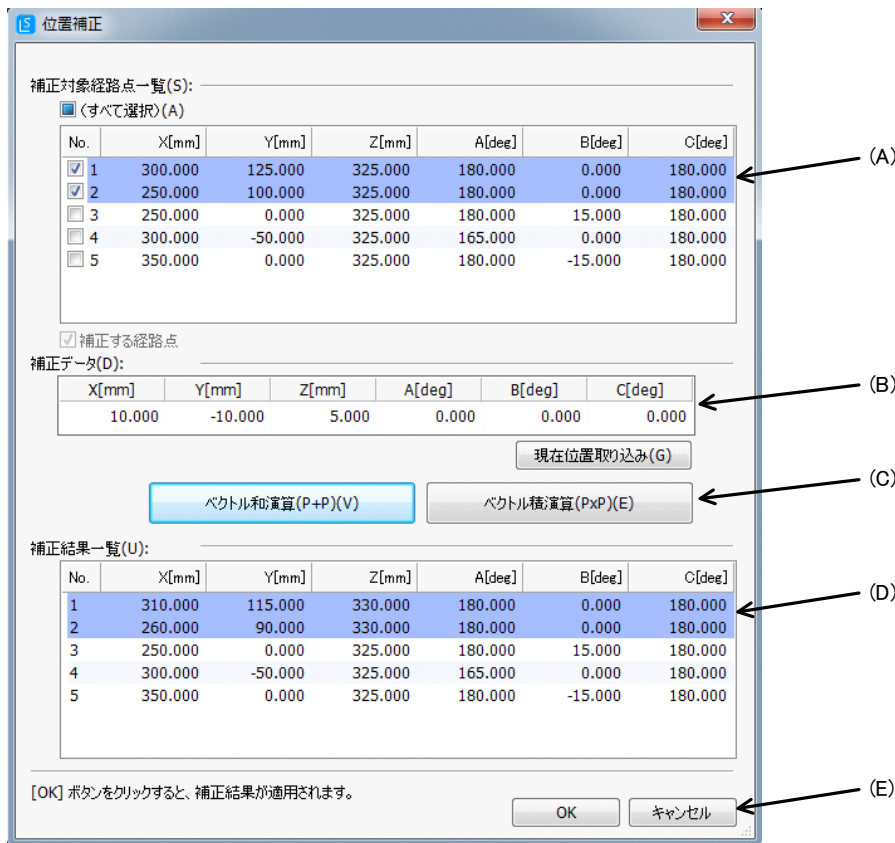 位置補正
補正対象経路点一覧(S):
(すべて選択)(A)
No. X[mm] Y[mm] Z[mm] A[deg] B[deg] C[deg]
1 300.000 125.000 325.000 180.000 0.000 180.000
2 250.000 100.000 325.000 180.000 0.000 180.000
3 250.000 0.000 325.000 180.000 15.000 180.000
4 300.000 -50.000 325.000 165.000 0.000 180.000
5 350.000 0.000 325.000 180.000 -15.000 180.000
(A)
補正する経路点
補正データ(D):
X[mm] Y[mm] Z[mm] A[deg] B[deg] C[deg]
10.000 -10.000 5.000 0.000 0.000 0.000
(B)
現在位置取り込み(G)
ベクトル和演算(P+P)(V) ベクトル積演算(PxP)(E)
(C)
補正結果一覧(U):
No. X[mm] Y[mm] Z[mm] A[deg] B[deg] C[deg]
1 310.000 115.000 330.000 180.000 0.000 180.000
2 260.000 90.000 330.000 180.000 0.000 180.000
3 250.000 0.000 325.000 180.000 15.000 180.000
4 300.000 -50.000 325.000 165.000 0.000 180.000
5 350.000 0.000 325.000 180.000 -15.000 180.000
(D)
[OK] ボタンをクリックすると、補正結果が適用されます。
OK キャンセル
(E)